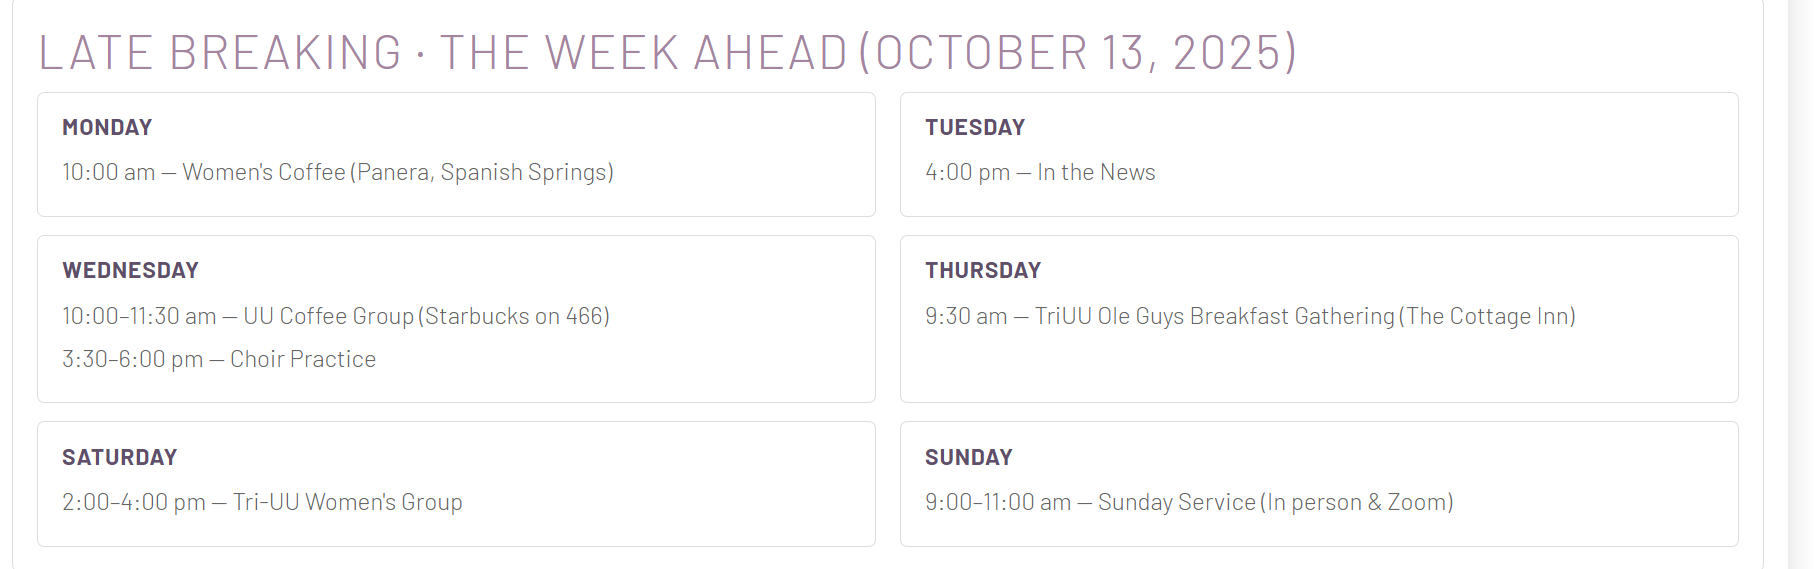 LATE BREAKING · THE WEEK AHEAD (OCTOBER 13, 2025)
MONDAY
10:00 am — Women's Coffee (Panera, Spanish Springs)
TUESDAY
4:00 pm — In the News
WEDNESDAY
10:00–11:30 am — UU Coffee Group (Starbucks on 466)
3:30–6:00 pm — Choir Practice
THURSDAY
9:30 am — TriUU Ole Guys Breakfast Gathering (The Cottage Inn)
SATURDAY
2:00–4:00 pm — Tri-UU Women's Group
SUNDAY
9:00–11:00 am — Sunday Service (In person & Zoom)